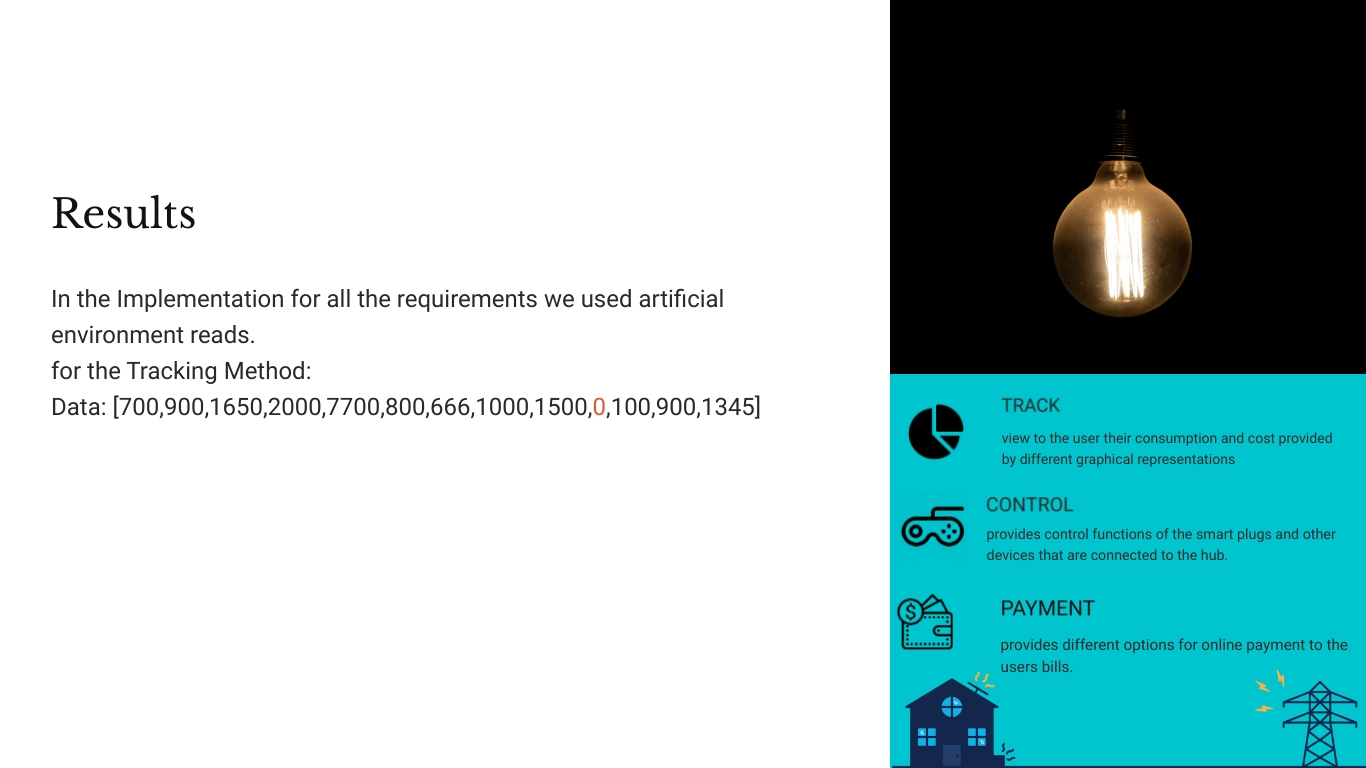 Results
In the Implementation for all the requirements we used artificial
environment reads.
for the Tracking Method:
Data: [700,900,1650,2000,7700,800,666,1000,1500,0,100,900,1345]
TRACK
view to the user their consumption and cost provided
by different graphical representations
CONTROL
provides control functions of the smart plugs and other
devices that are connected to the hub.
$
PAYMENT
provides different options for online payment to the
users bills.